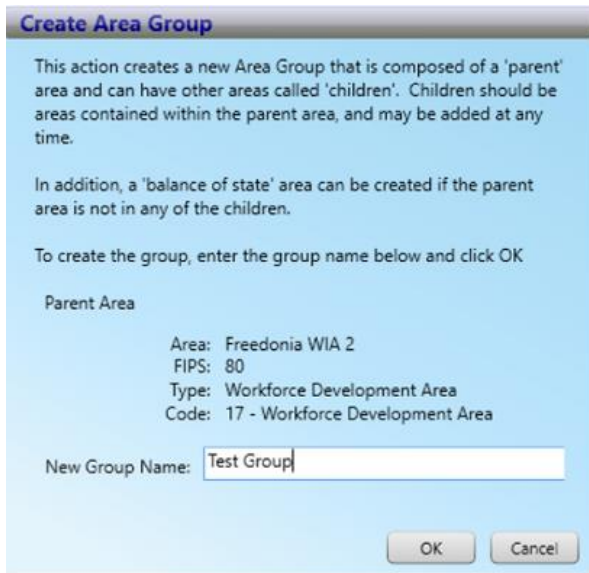 Create Area Group
This action creates a new Area Group that is composed of a 'parent'
area and can have other areas called 'children'. Children should be
areas contained within the parent area, and may be added at any
time.
In addition, a 'balance of state' area can be created if the parent
area is not in any of the children.
To create the group, enter the group name below and click OK
Parent Area
Area: Freedonia WIA 2
FIPS: 80
Type: Workforce Development Area
Code: 17 - Workforce Development Area
New Group Name: Test Group
OK Cancel